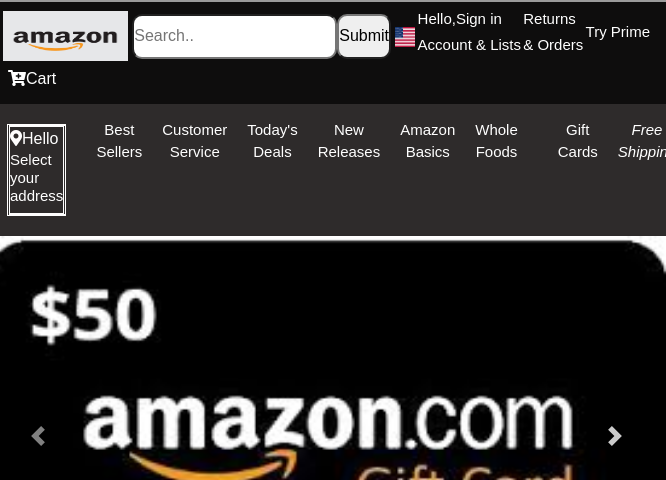 amazon
Search..
Submit
Hello,Sign in
Account & Lists
Returns
& Orders
Try Prime
Cart
Hello
Select
your
address
Best
Sellers
Customer
Service
Today's
Deals
New
Releases
Amazon
Basics
Whole
Foods
Gift
Cards
Free
$50
amazon.com
Gift Card